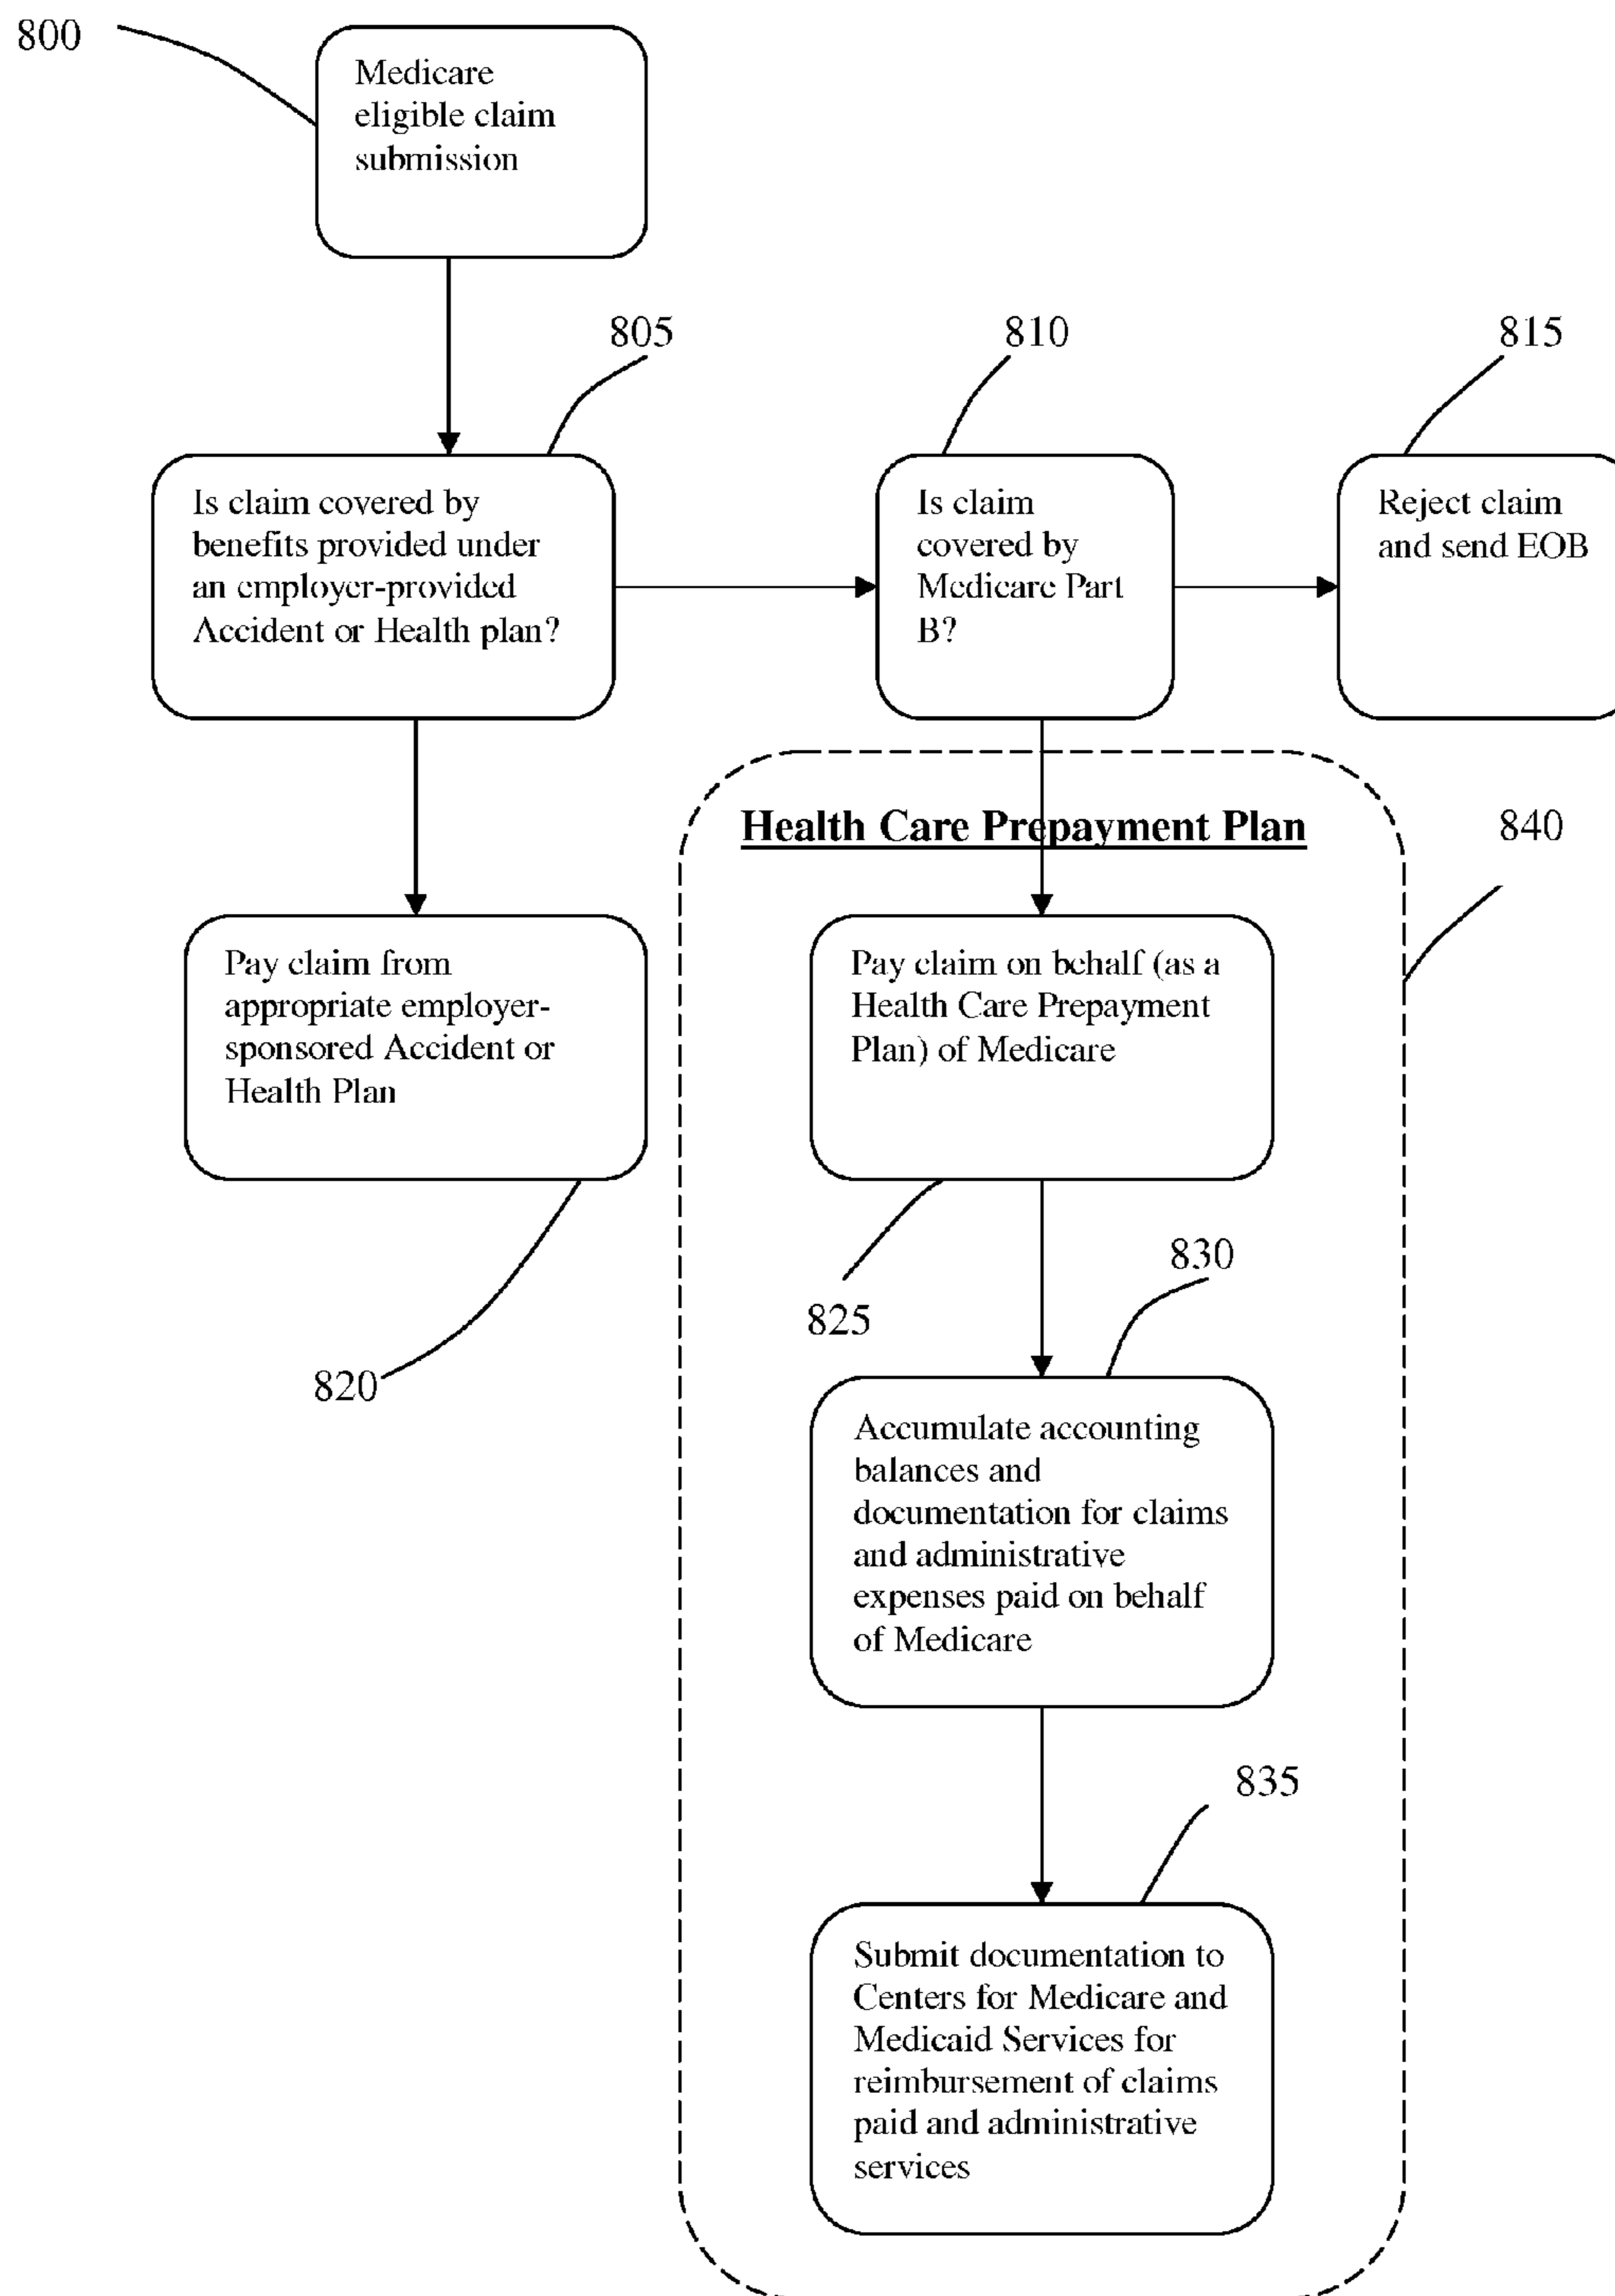 800
Medicare
eligible claim
submission
805
810
815
Is claim covered by
benefits provided under
an employer-provided
Accident or Health plan?
Is claim
covered by
Medicare Part
B?
Reject claim
and send EOB
Health Care Prepayment Plan
840
Pay claim from
appropriate employer-
sponsored Accident or
Health Plan
Pay claim on behalf (as a
Health Care Prepayment
Plan) of Medicare
820
825
830
Accumulate accounting
balances and
documentation for claims
and administrative
expenses paid on behalf
of Medicare
835
Submit documentation to
Centers for Medicare and
Medicaid Services for
reimbursement of claims
paid and administrative
services